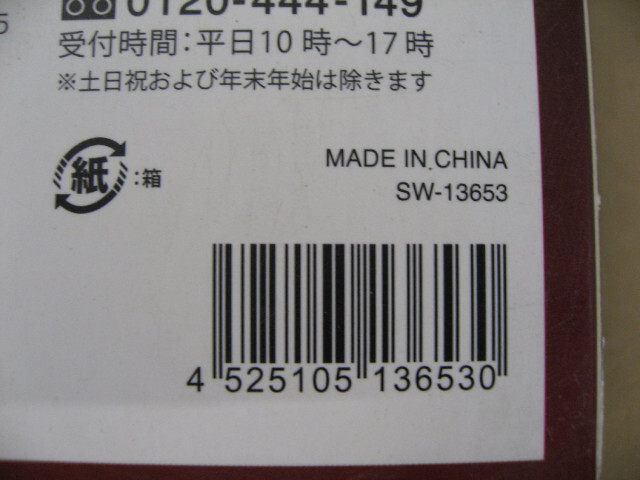 0120-444-149
5
受付時間:平日10時~17時
※土日祝および年末年始は除きます
紙:箱
MADE IN CHINA
SW-13653
4 525105 136530